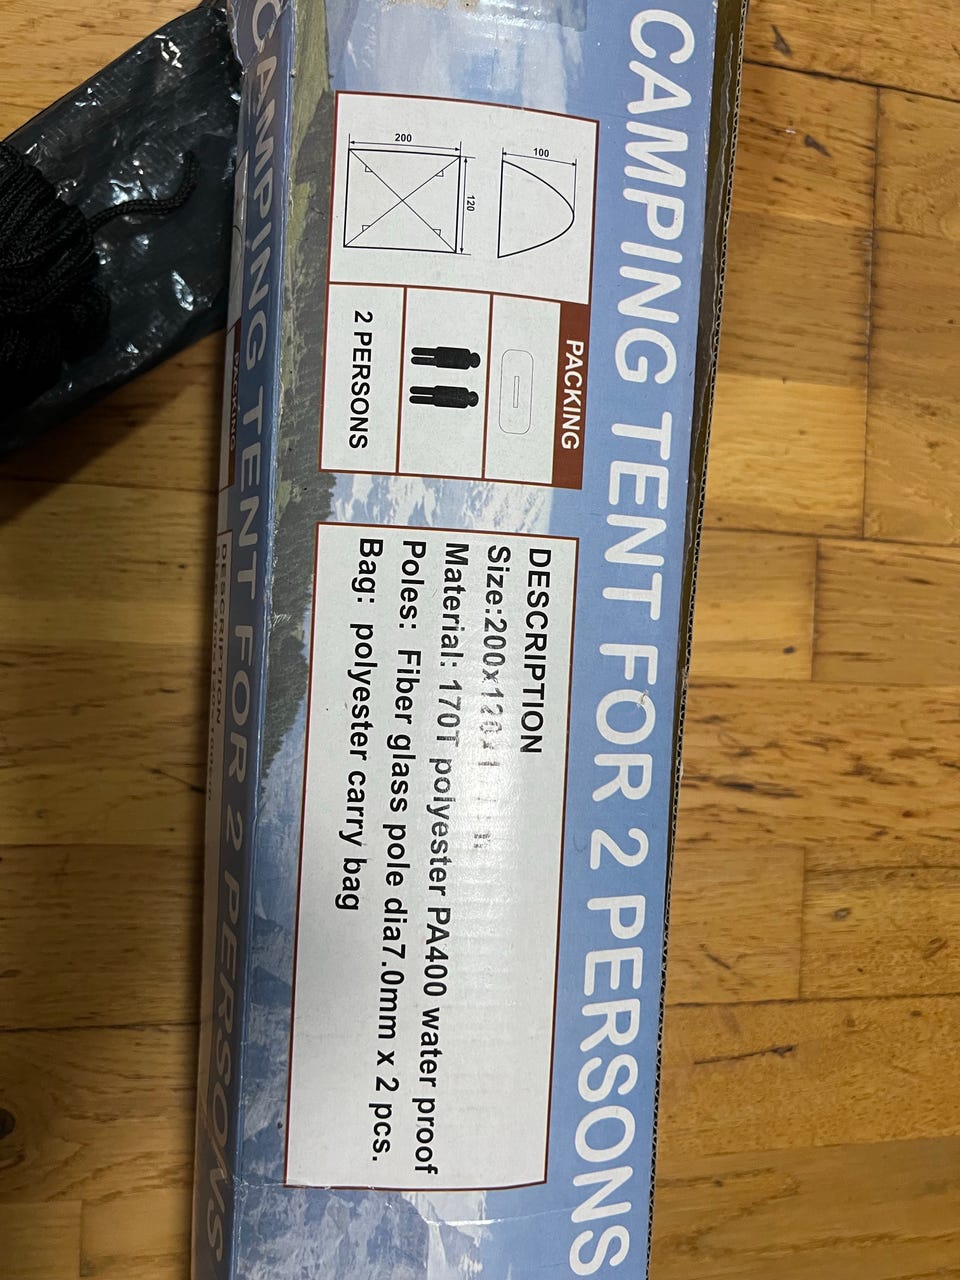 CAMPING TENT FOR 2 PERSONS
100
200
120
PACKING
2 PERSONS
DESCRIPTION
Material: 170T polyester PA400 water proof
Poles: Fiber glass pole dia7.0mm x 2 pcs.
Bag: polyester carry bag
CAMPING TENT FOR 2 PERSONS
PACKING
DESCRIPTION